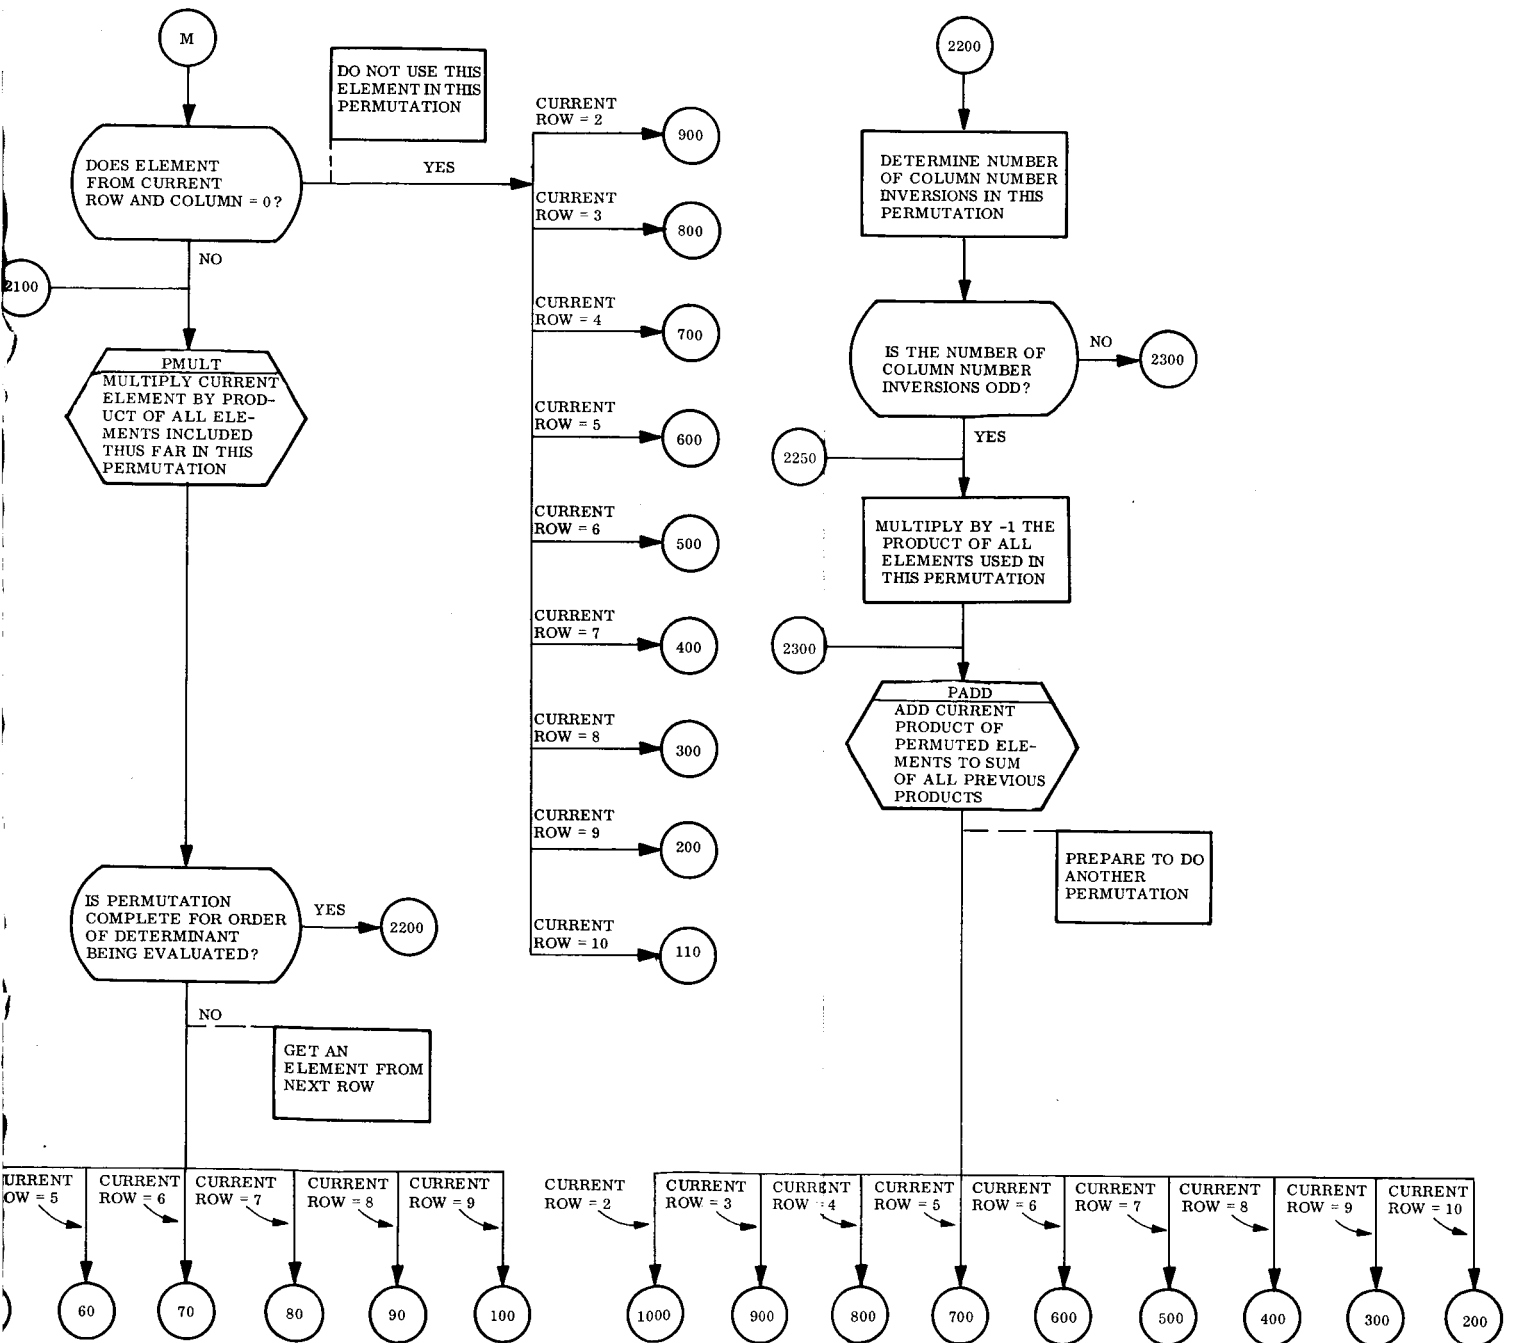 M
DO NOT USE THIS
ELEMENT IN THIS
PERMUTATION
DOES ELEMENT
FROM CURRENT
ROW AND COLUMN = 0?
YES
NO
2100
PMULT
MULTIPLY CURRENT
ELEMENT BY PROD-
UCT OF ALL ELE-
MENTS INCLUDED
THUS FAR IN THIS
PERMUTATION
IS PERMUTATION
COMPLETE FOR ORDER
OF DETERMINANT
BEING EVALUATED?
YES
2200
NO
GET AN
ELEMENT FROM
NEXT ROW
URRENT
OW = 5
60
CURRENT
ROW = 6
70
CURRENT
ROW = 7
80
CURRENT
ROW = 8
90
CURRENT
ROW = 9
100
CURRENT
ROW = 2
900
CURRENT
ROW = 3
800
CURRENT
ROW = 4
700
CURRENT
ROW = 5
600
CURRENT
ROW = 6
500
CURRENT
ROW = 7
400
CURRENT
ROW = 8
300
CURRENT
ROW = 9
200
CURRENT
ROW = 10
110
2200
DETERMINE NUMBER
OF COLUMN NUMBER
INVERSIONS IN THIS
PERMUTATION
IS THE NUMBER OF
COLUMN NUMBER
INVERSIONS ODD?
NO
2300
YES
2250
MULTIPLY BY -1 THE
PRODUCT OF ALL
ELEMENTS USED IN
THIS PERMUTATION
2300
PADD
ADD CURRENT
PRODUCT OF
PERMUTED ELE-
MENTS TO SUM
OF ALL PREVIOUS
PRODUCTS
PREPARE TO DO
ANOTHER
PERMUTATION
CURRENT
ROW = 2
1000
CURRENT
ROW = 3
900
CURRENT
ROW = 4
800
CURRENT
ROW = 5
700
CURRENT
ROW = 6
600
CURRENT
ROW = 7
500
CURRENT
ROW = 8
400
CURRENT
ROW = 9
300
CURRENT
ROW = 10
200